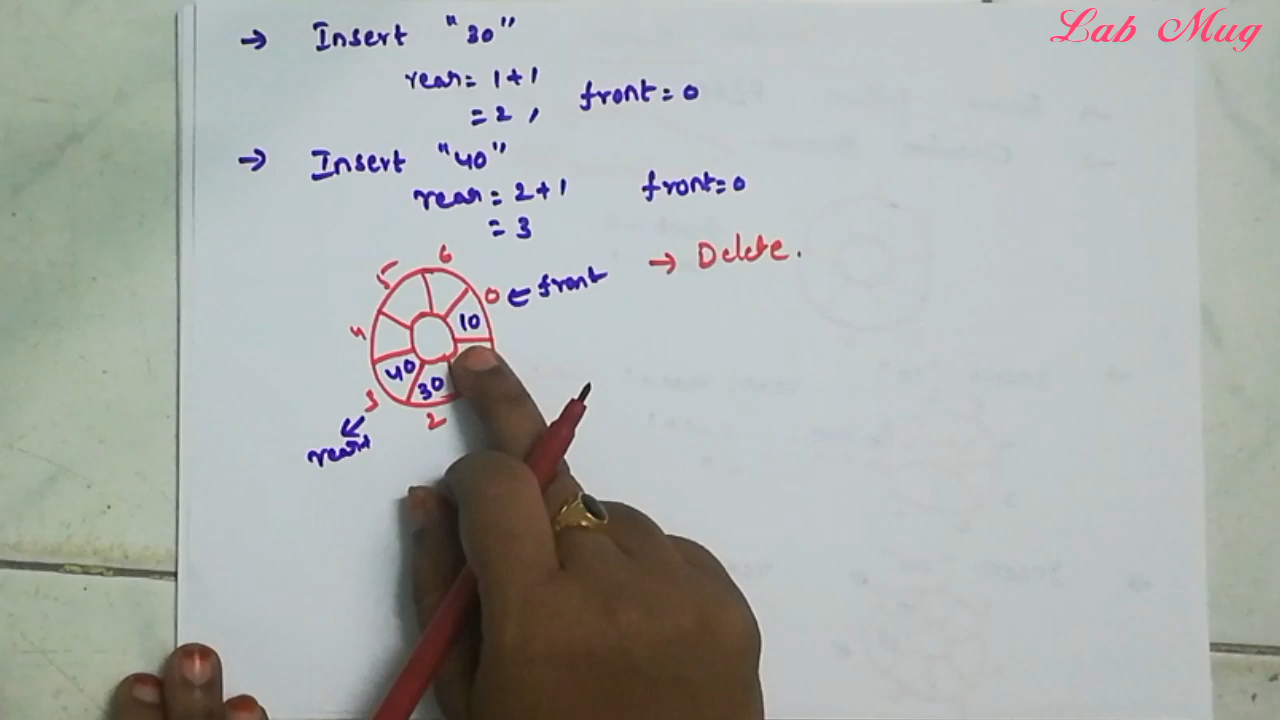 Lab Mug
→ Insert "30"
rear = 1+1
= 2 , front = 0
→ Insert "40"
rear = 2+1 front = 0
= 3
→ Delete.
6
5
0 ← front
10
4
40
30
3
2
rear